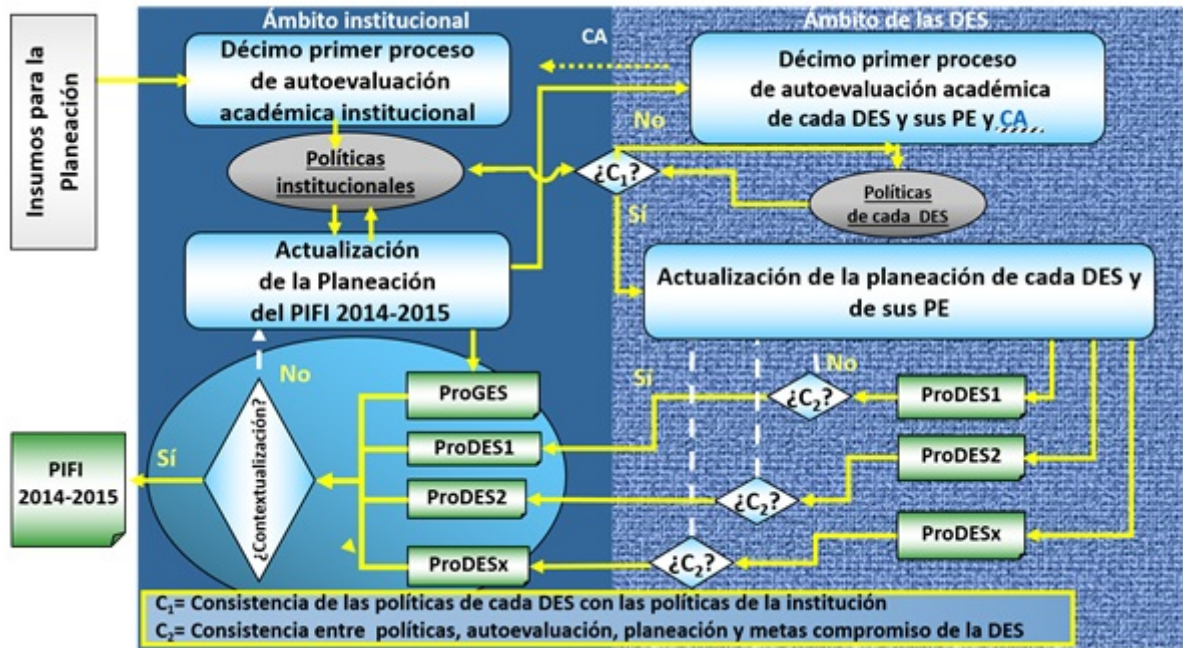 Ámbito institucional
Ámbito de las DES
Insumos para la
Planeación
Décimo primer proceso
de autoevaluación
académica institucional
CA
Décimo primer proceso
de autoevaluación académica
de cada DES y sus PE y CA
No
Políticas
institucionales
¿C₁?
Políticas
de cada DES
Sí
Actualización
de la Planeación
del PIFI 2014-2015
Actualización de la planeación de cada DES y
de sus PE
No
ProGES
Sí
¿C₂?
No
ProDES1
ProDES1
¿Contextualización?
Sí
PIFI
2014-2015
ProDES2
¿C₂?
ProDES2
ProDESx
¿C₂?
ProDESx
C₁= Consistencia de las políticas de cada DES con las políticas de la institución
C₂= Consistencia entre políticas, autoevaluación, planeación y metas compromiso de la DES